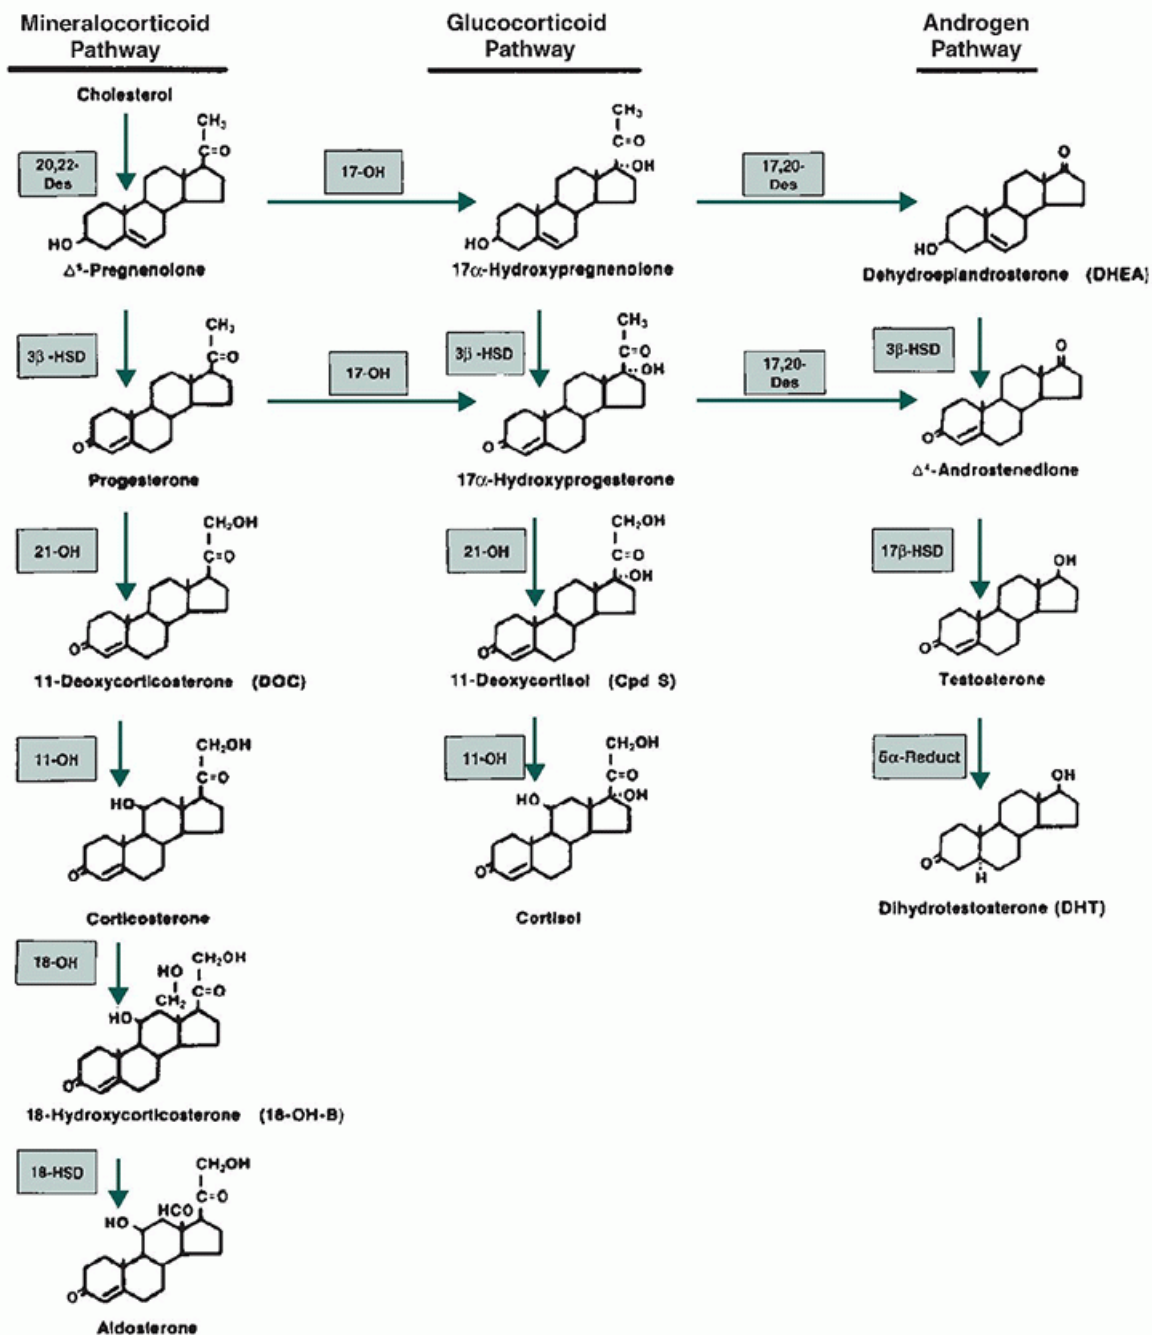 Mineralocorticoid
Pathway
Glucocorticoid
Pathway
Androgen
Pathway
Cholesterol
20,22-
Des
CH₃
C=O
HO
Δ⁵-Pregnenolone
17-OH
CH₃
C=O
OH
HO
17α-Hydroxypregnenolone
17,20-
Des
O
HO
Dehydroepiandrosterone (DHEA)
3β-HSD
CH₃
C=O
O
Progesterone
17-OH
3β-HSD
CH₃
C=O
OH
O
17α-Hydroxyprogesterone
17,20-
Des
3β-HSD
O
O
Δ⁴-Androstenedione
21-OH
CH₂OH
C=O
O
11-Deoxycorticosterone (DOC)
21-OH
CH₂OH
C=O
OH
O
11-Deoxycortisol (Cpd S)
17β-HSD
OH
O
Testosterone
11-OH
CH₂OH
C=O
HO
O
Corticosterone
11-OH
CH₂OH
C=O
OH
HO
O
Cortisol
5α-Reduct
OH
O
H
Dihydrotestosterone (DHT)
18-OH
CH₂OH
HO
C=O
CH₂
HO
O
18-Hydroxycorticosterone (18-OH-B)
18-HSD
CH₂OH
C=O
HCO
HO
O
Aldosterone